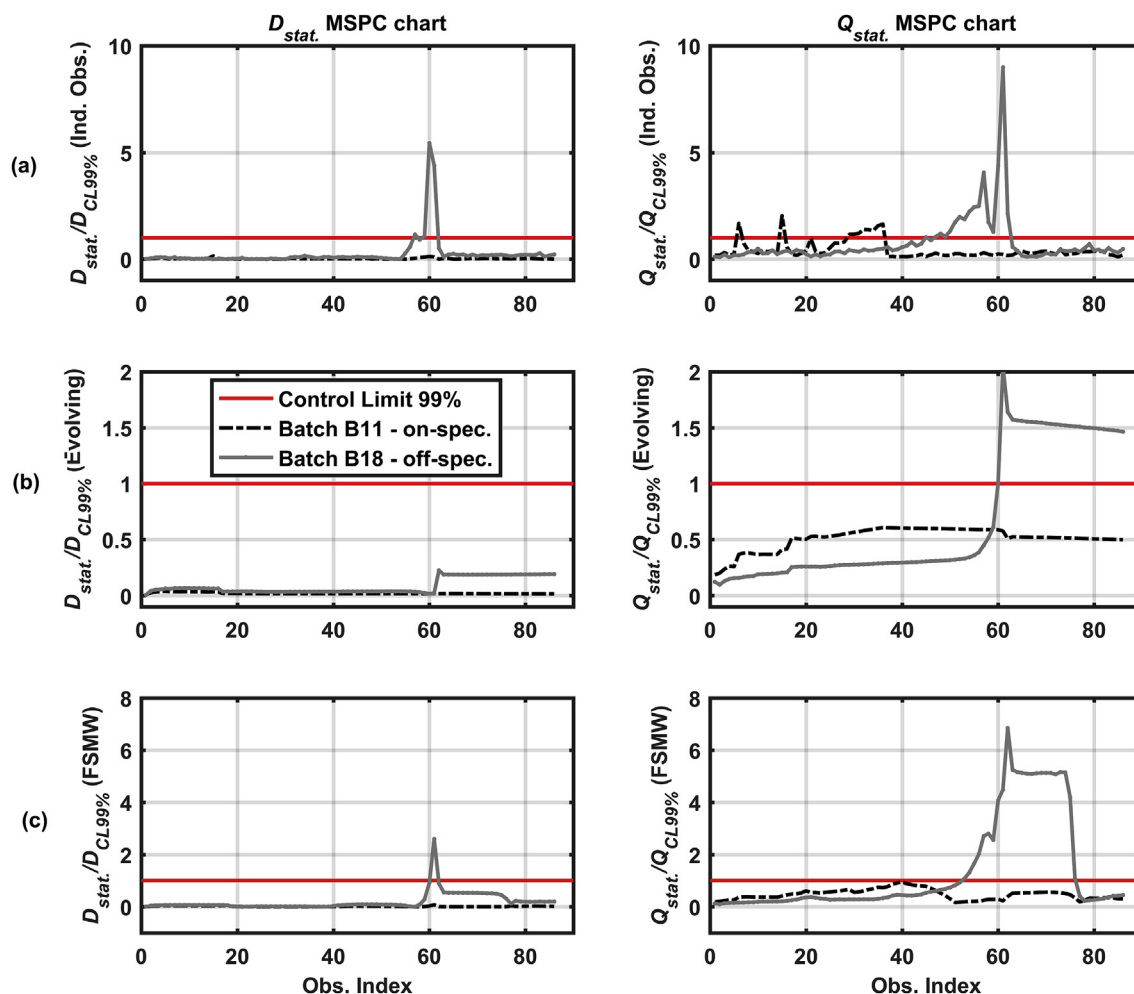 D_stat. MSPC chart
Q_stat. MSPC chart
(a)
D_stat./D_CL99% (Ind. Obs.)
10
5
0
0 20 40 60 80
Q_stat./Q_CL99% (Ind. Obs.)
10
5
0
0 20 40 60 80
(b)
D_stat./D_CL99% (Evolving)
2
1.5
1
0.5
0
0 20 40 60 80
Control Limit 99%
Batch B11 - on-spec.
Batch B18 - off-spec.
Q_stat./Q_CL99% (Evolving)
2
1.5
1
0.5
0
0 20 40 60 80
(c)
D_stat./D_CL99% (FSMW)
8
6
4
2
0
0 20 40 60 80
Obs. Index
Q_stat./Q_CL99% (FSMW)
8
6
4
2
0
0 20 40 60 80
Obs. Index